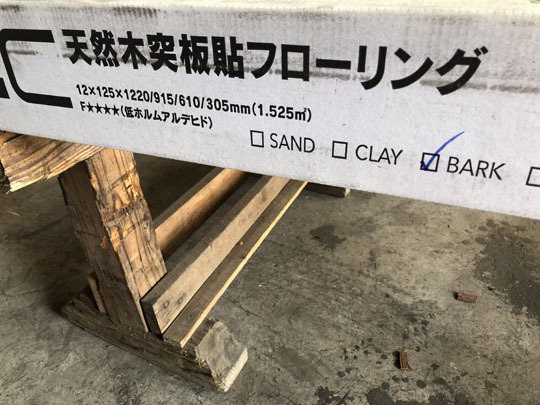 天然木突板貼フローリング
12×125×1220/915/610/305mm(1.525㎡)
F★★★★(低ホルムアルデヒド)
□ SAND □ CLAY ☑ BARK □